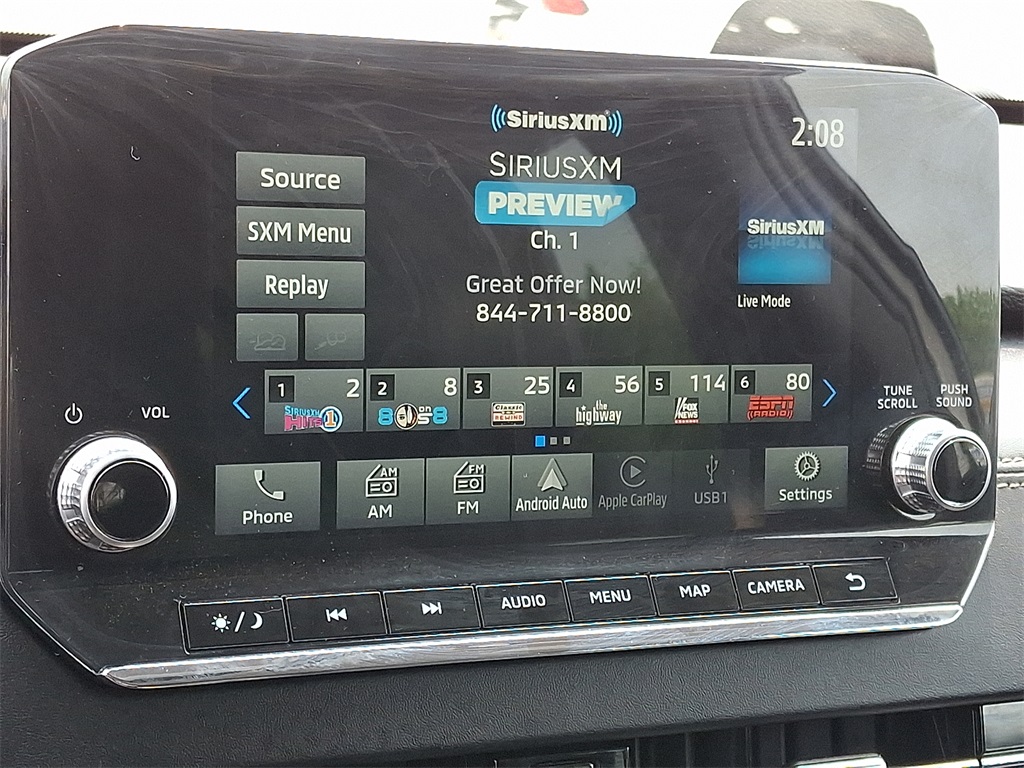 SiriusXM
2:08
SIRIUSXM
PREVIEW
Ch. 1
Great Offer Now!
844-711-8800
Source
SXM Menu
Replay
SiriusXM
Live Mode
1 2 SIRIUSXM HITS 1
2 8 80s on 8
3 25 Classic REWIND
4 56 the highway
5 114 FOX NEWS CHANNEL
6 80 ESPN RADIO
VOL
TUNE SCROLL
PUSH SOUND
Phone
AM AM
FM FM
Android Auto
Apple CarPlay
USB1
Settings
AUDIO
MENU
MAP
CAMERA